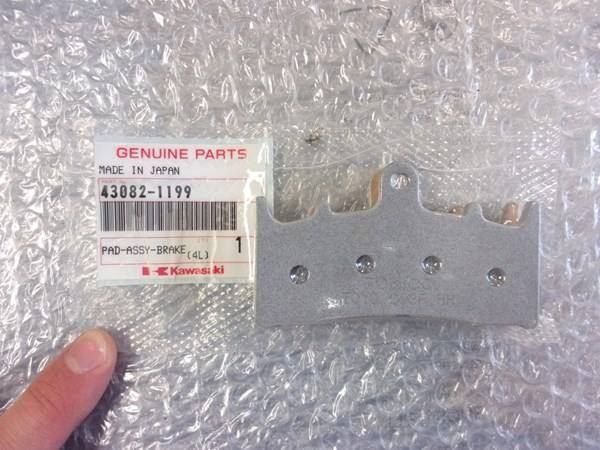 GENUINE PARTS
MADE IN JAPAN
43082-1199
PAD-ASSY-BRAKE(4L) 1
Kawasaki